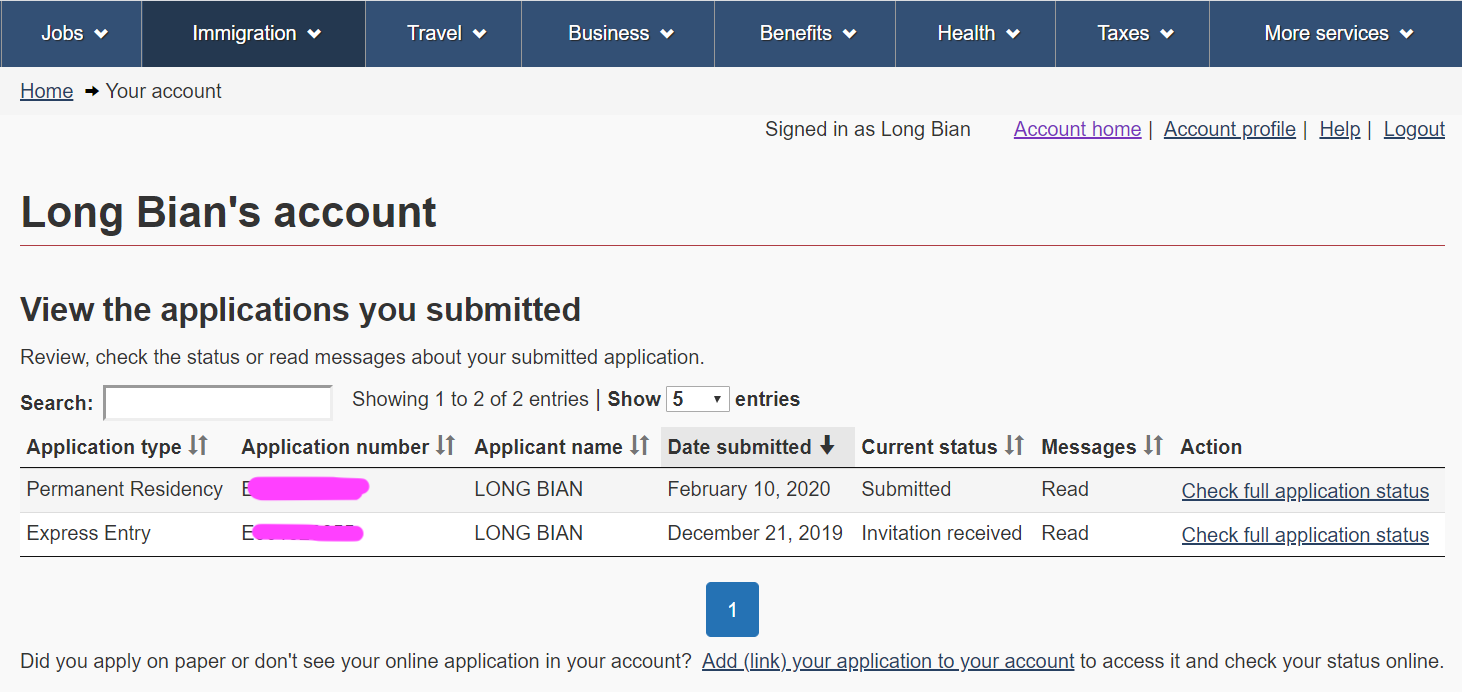 Jobs Immigration Travel Business Benefits Health Taxes More services
Home Your account
Signed in as Long Bian Account home | Account profile | Help | Logout
Long Bian's account
View the applications you submitted
Review, check the status or read messages about your submitted application.
Search: Showing 1 to 2 of 2 entries | Show 5 entries
Application type Application number Applicant name Date submitted Current status Messages Action
Permanent Residency LONG BIAN February 10, 2020 Submitted Read Check full application status
Express Entry LONG BIAN December 21, 2019 Invitation received Read Check full application status
1
Did you apply on paper or don't see your online application in your account? Add (link) your application to your account to access it and check your status online.